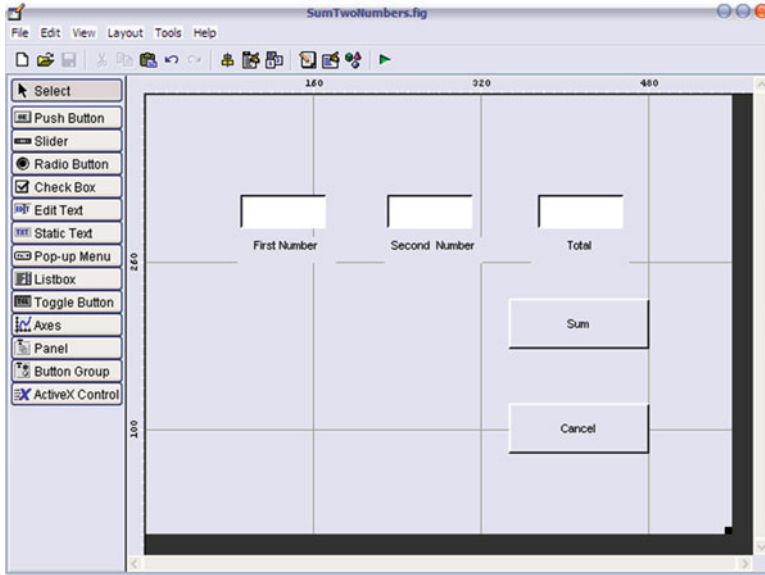 SumTwoNumbers.fig
File Edit View Layout Tools Help
Select
Push Button
Slider
Radio Button
Check Box
Edit Text
Static Text
Pop-up Menu
Listbox
Toggle Button
Axes
Panel
Button Group
ActiveX Control
160 320 480
260
100
First Number Second Number Total
Sum
Cancel